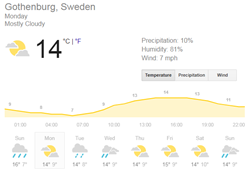 Gothenburg, Sweden
Monday
Mostly Cloudy
14 °C | °F
Precipitation: 10%
Humidity: 81%
Wind: 7 mph
Temperature Precipitation Wind
9 8 7 9 13 14 14 11
01:00 04:00 07:00 10:00 13:00 16:00 19:00 22:00
Sun Mon Tue Wed Thu Fri Sat Sun
16° 7° 14° 9° 14° 9° 14° 9° 14° 9° 15° 9° 14° 10° 14° 9°